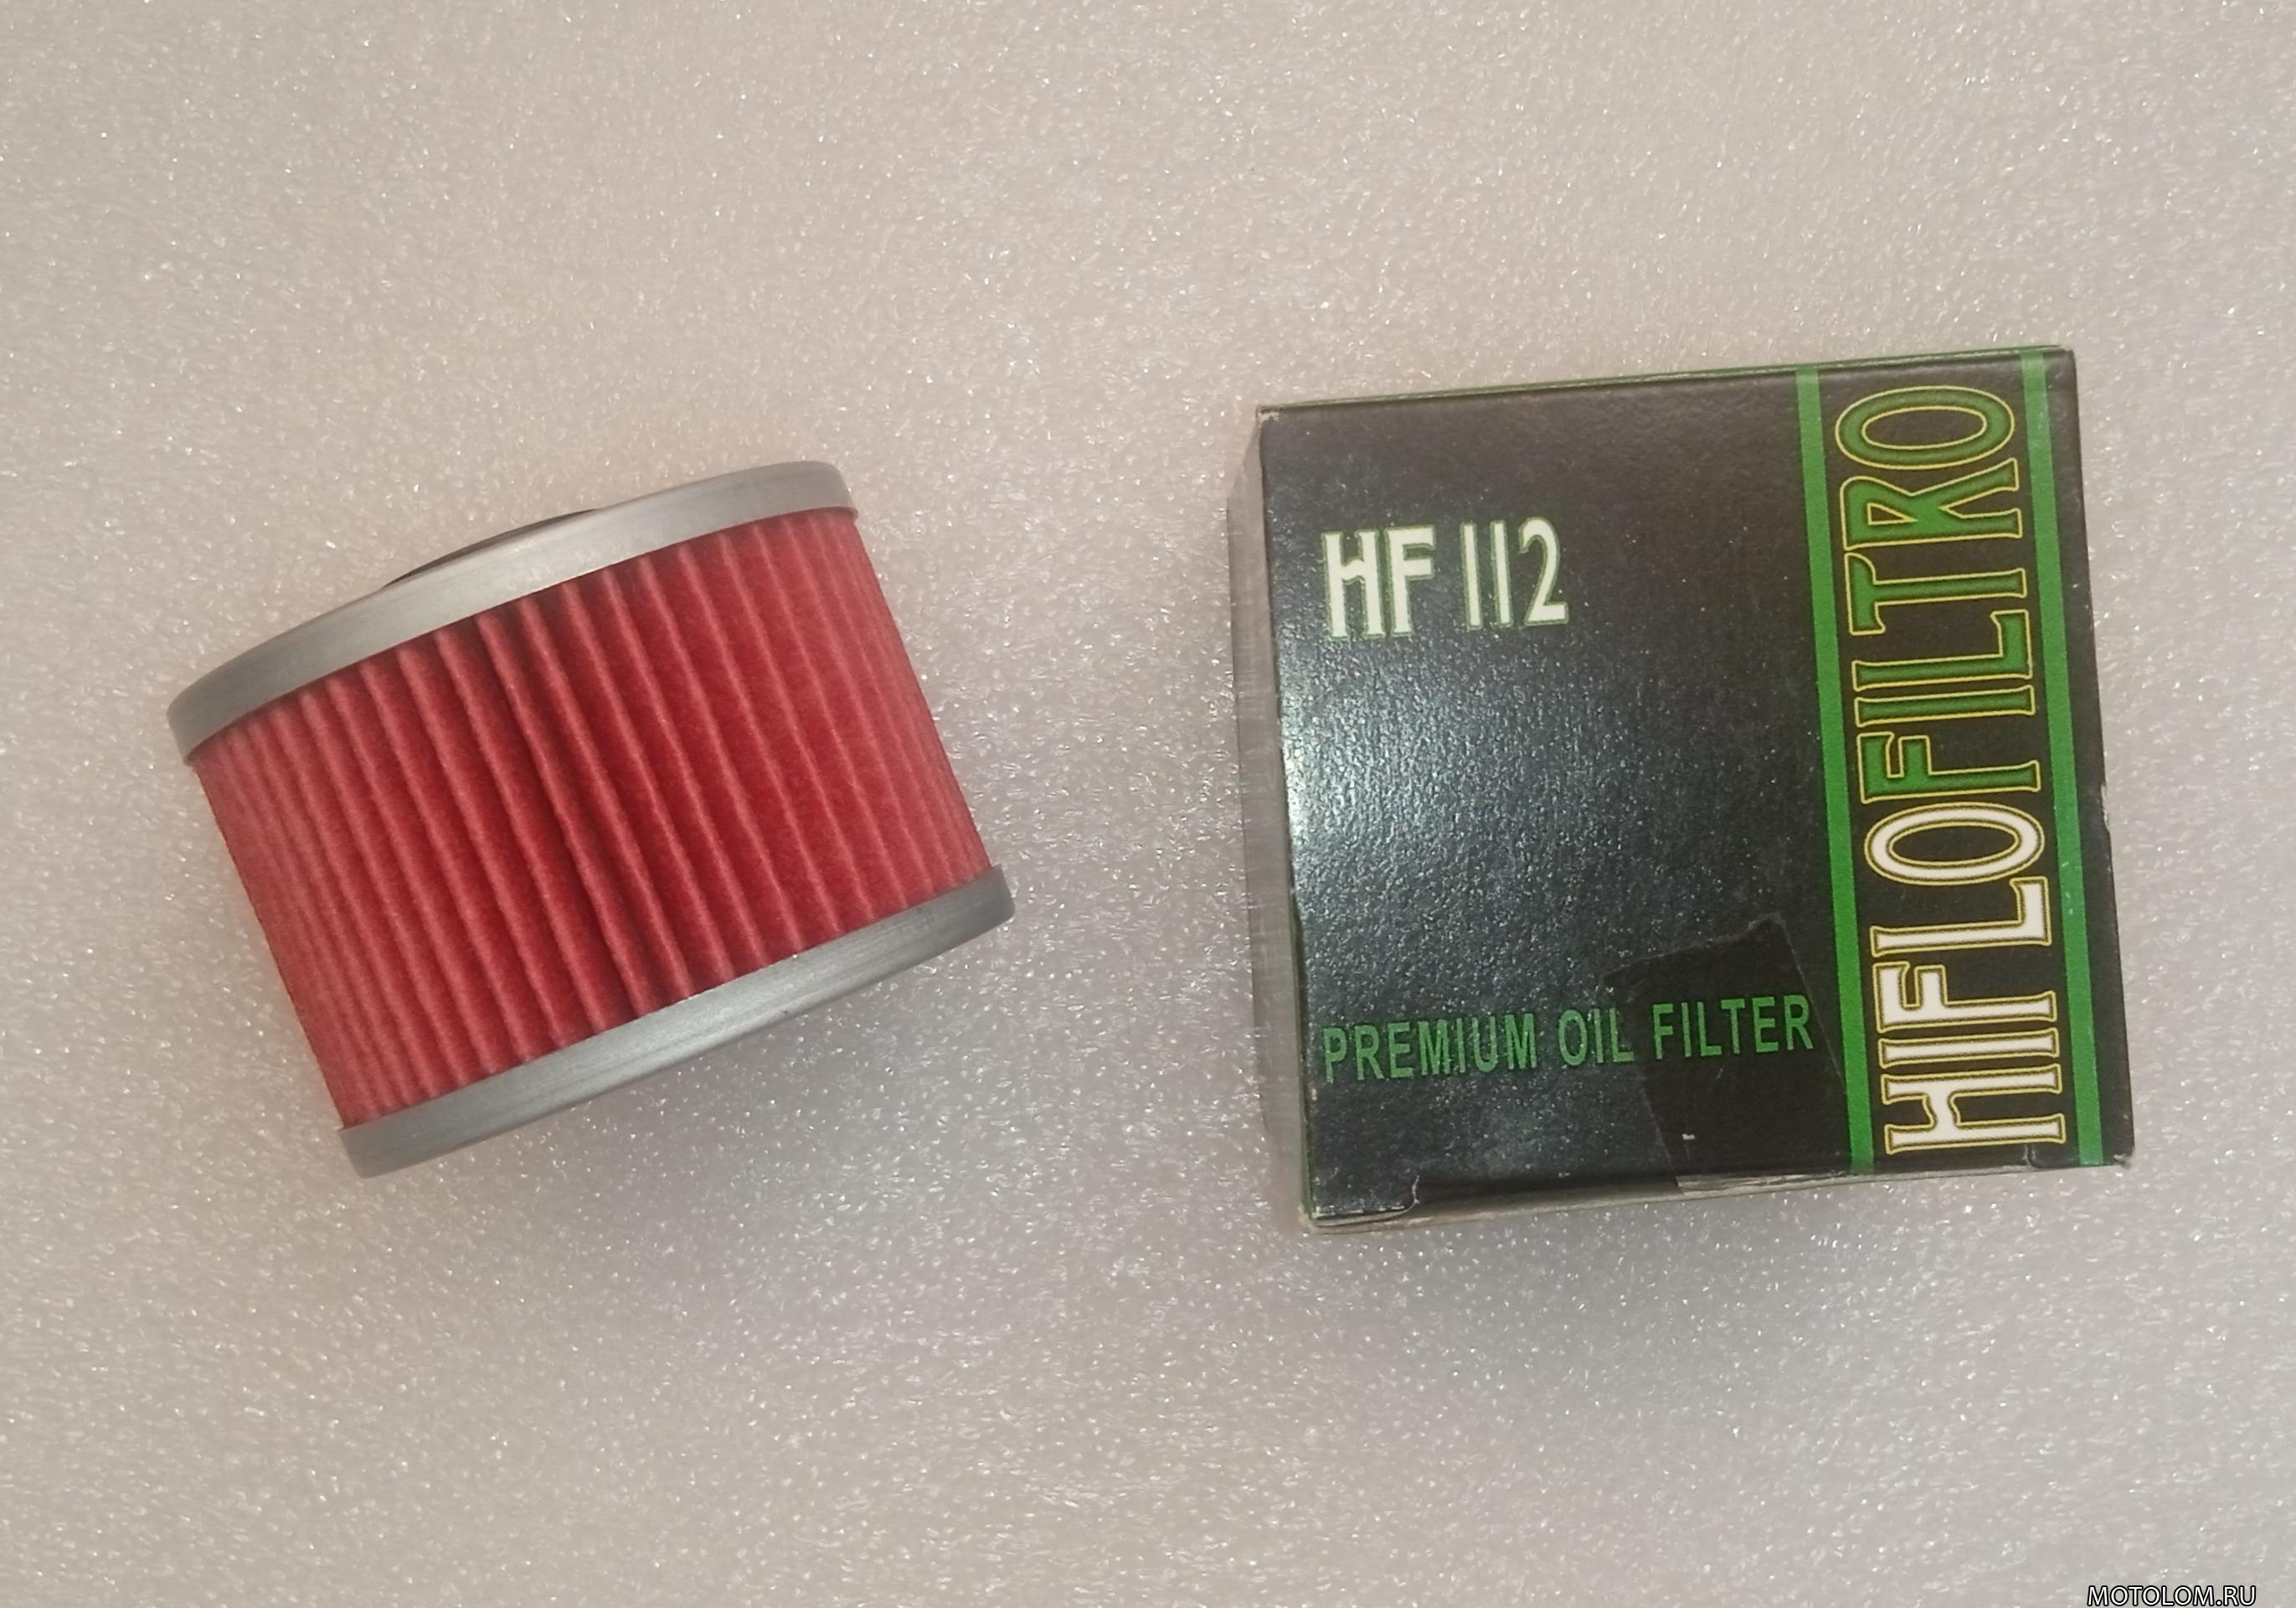 HF 112
PREMIUM OIL FILTER
HIFLOFILTRO
MOTOLOM.RU